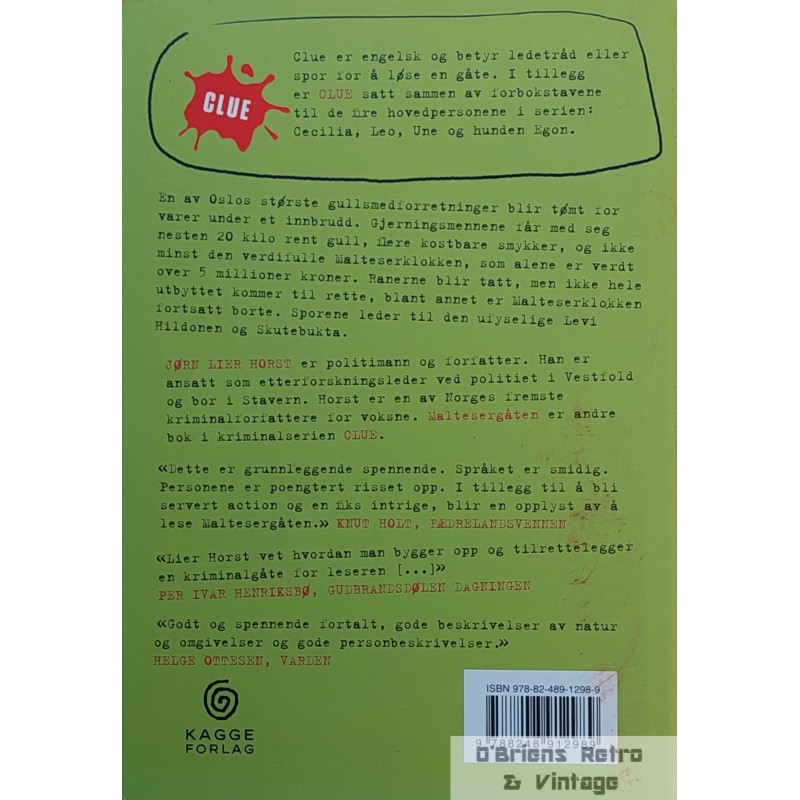 Clue er engelsk og betyr ledetråd eller
spor for å løse en gåte. I tillegg
er CLUE satt sammen av forbokstavene
til de fire hovedpersonene i serien:
Cecilia, Leo, Une og hunden Egon.
CLUE
En av Oslos største gullsmedforretninger blir tømt for
varer under et innbrudd. Gjerningsmennene får med seg
nesten 20 kilo rent gull, flere kostbare smykker, og ikke
minst den verdifulle Malteserklokken, som alene er verdt
over 5 millioner kroner. Ranerne blir tatt, men ikke hele
utbyttet kommer til rette, blant annet er Malteserklokken
fortsatt borte. Sporene leder til den ufyselige Levi
Hildonen og Skutebukta.
JØRN LIER HORST er politimann og forfatter. Han er
ansatt som etterforskningsleder ved politiet i Vestfold
og bor i Stavern. Horst er en av Norges fremste
kriminalforfattere for voksne. Maltesergåten er andre
bok i kriminalserien CLUE.
«Dette er grunnleggende spennende. Språket er smidig.
Personene er poengtert risset opp. I tillegg til å bli
servert action og en fiks intrige, blir en opplyst av å
lese Maltesergåten.» KNUT HOLT, FÆDRELANDSVENNEN
«Lier Horst vet hvordan man bygger opp og tilrettelegger
en kriminalgåte for leseren [...]»
PER IVAR HENRIKSBØ, GUDBRANDSDØLEN DAGNINGEN
«Godt og spennende fortalt, gode beskrivelser av natur
og omgivelser og gode personbeskrivelser.»
HELGE OTTESEN, VARDEN
KAGGE
FORLAG
ISBN 978-82-489-1298-9
9 788248 912989
O'Briens Retro
& Vintage